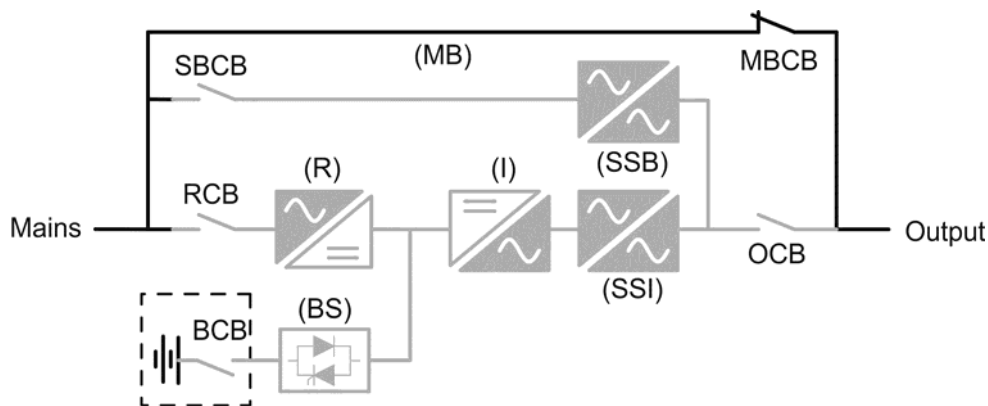 (MB)
MBCB
SBCB
(SSB)
(R)
(I)
RCB
Mains
Output
OCB
(SSI)
(BS)
BCB